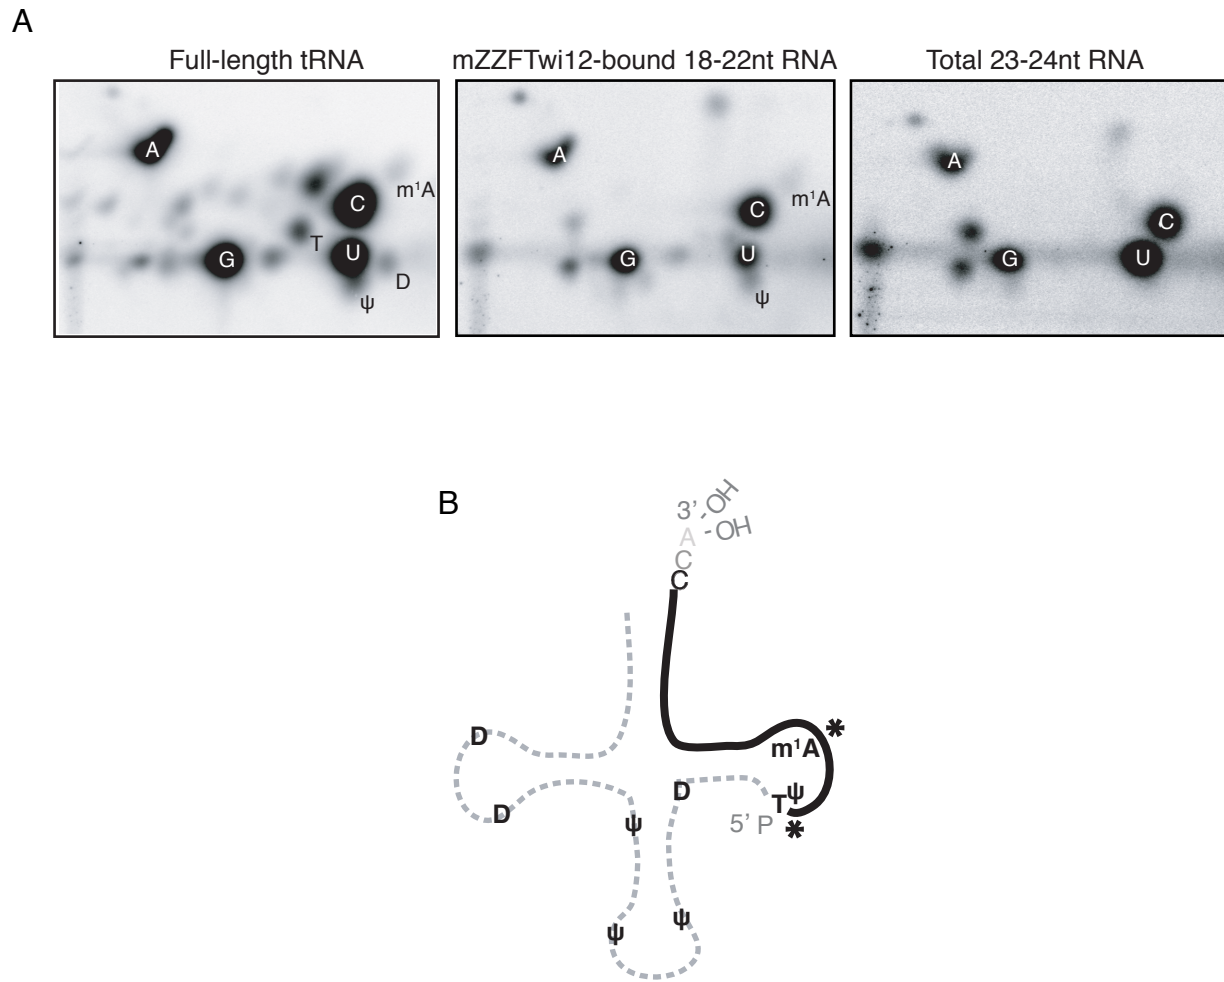 A
Full-length tRNA
mZZFTwi12-bound 18-22nt RNA
Total 23-24nt RNA
A
m¹A
C
T
U
G
D
ψ
A
m¹A
C
U
G
ψ
A
C
U
G
B
3'-OH
A -OH
C
C
D
m¹A
D
D
ψ
T
5' P
*
*
ψ
ψ
ψ